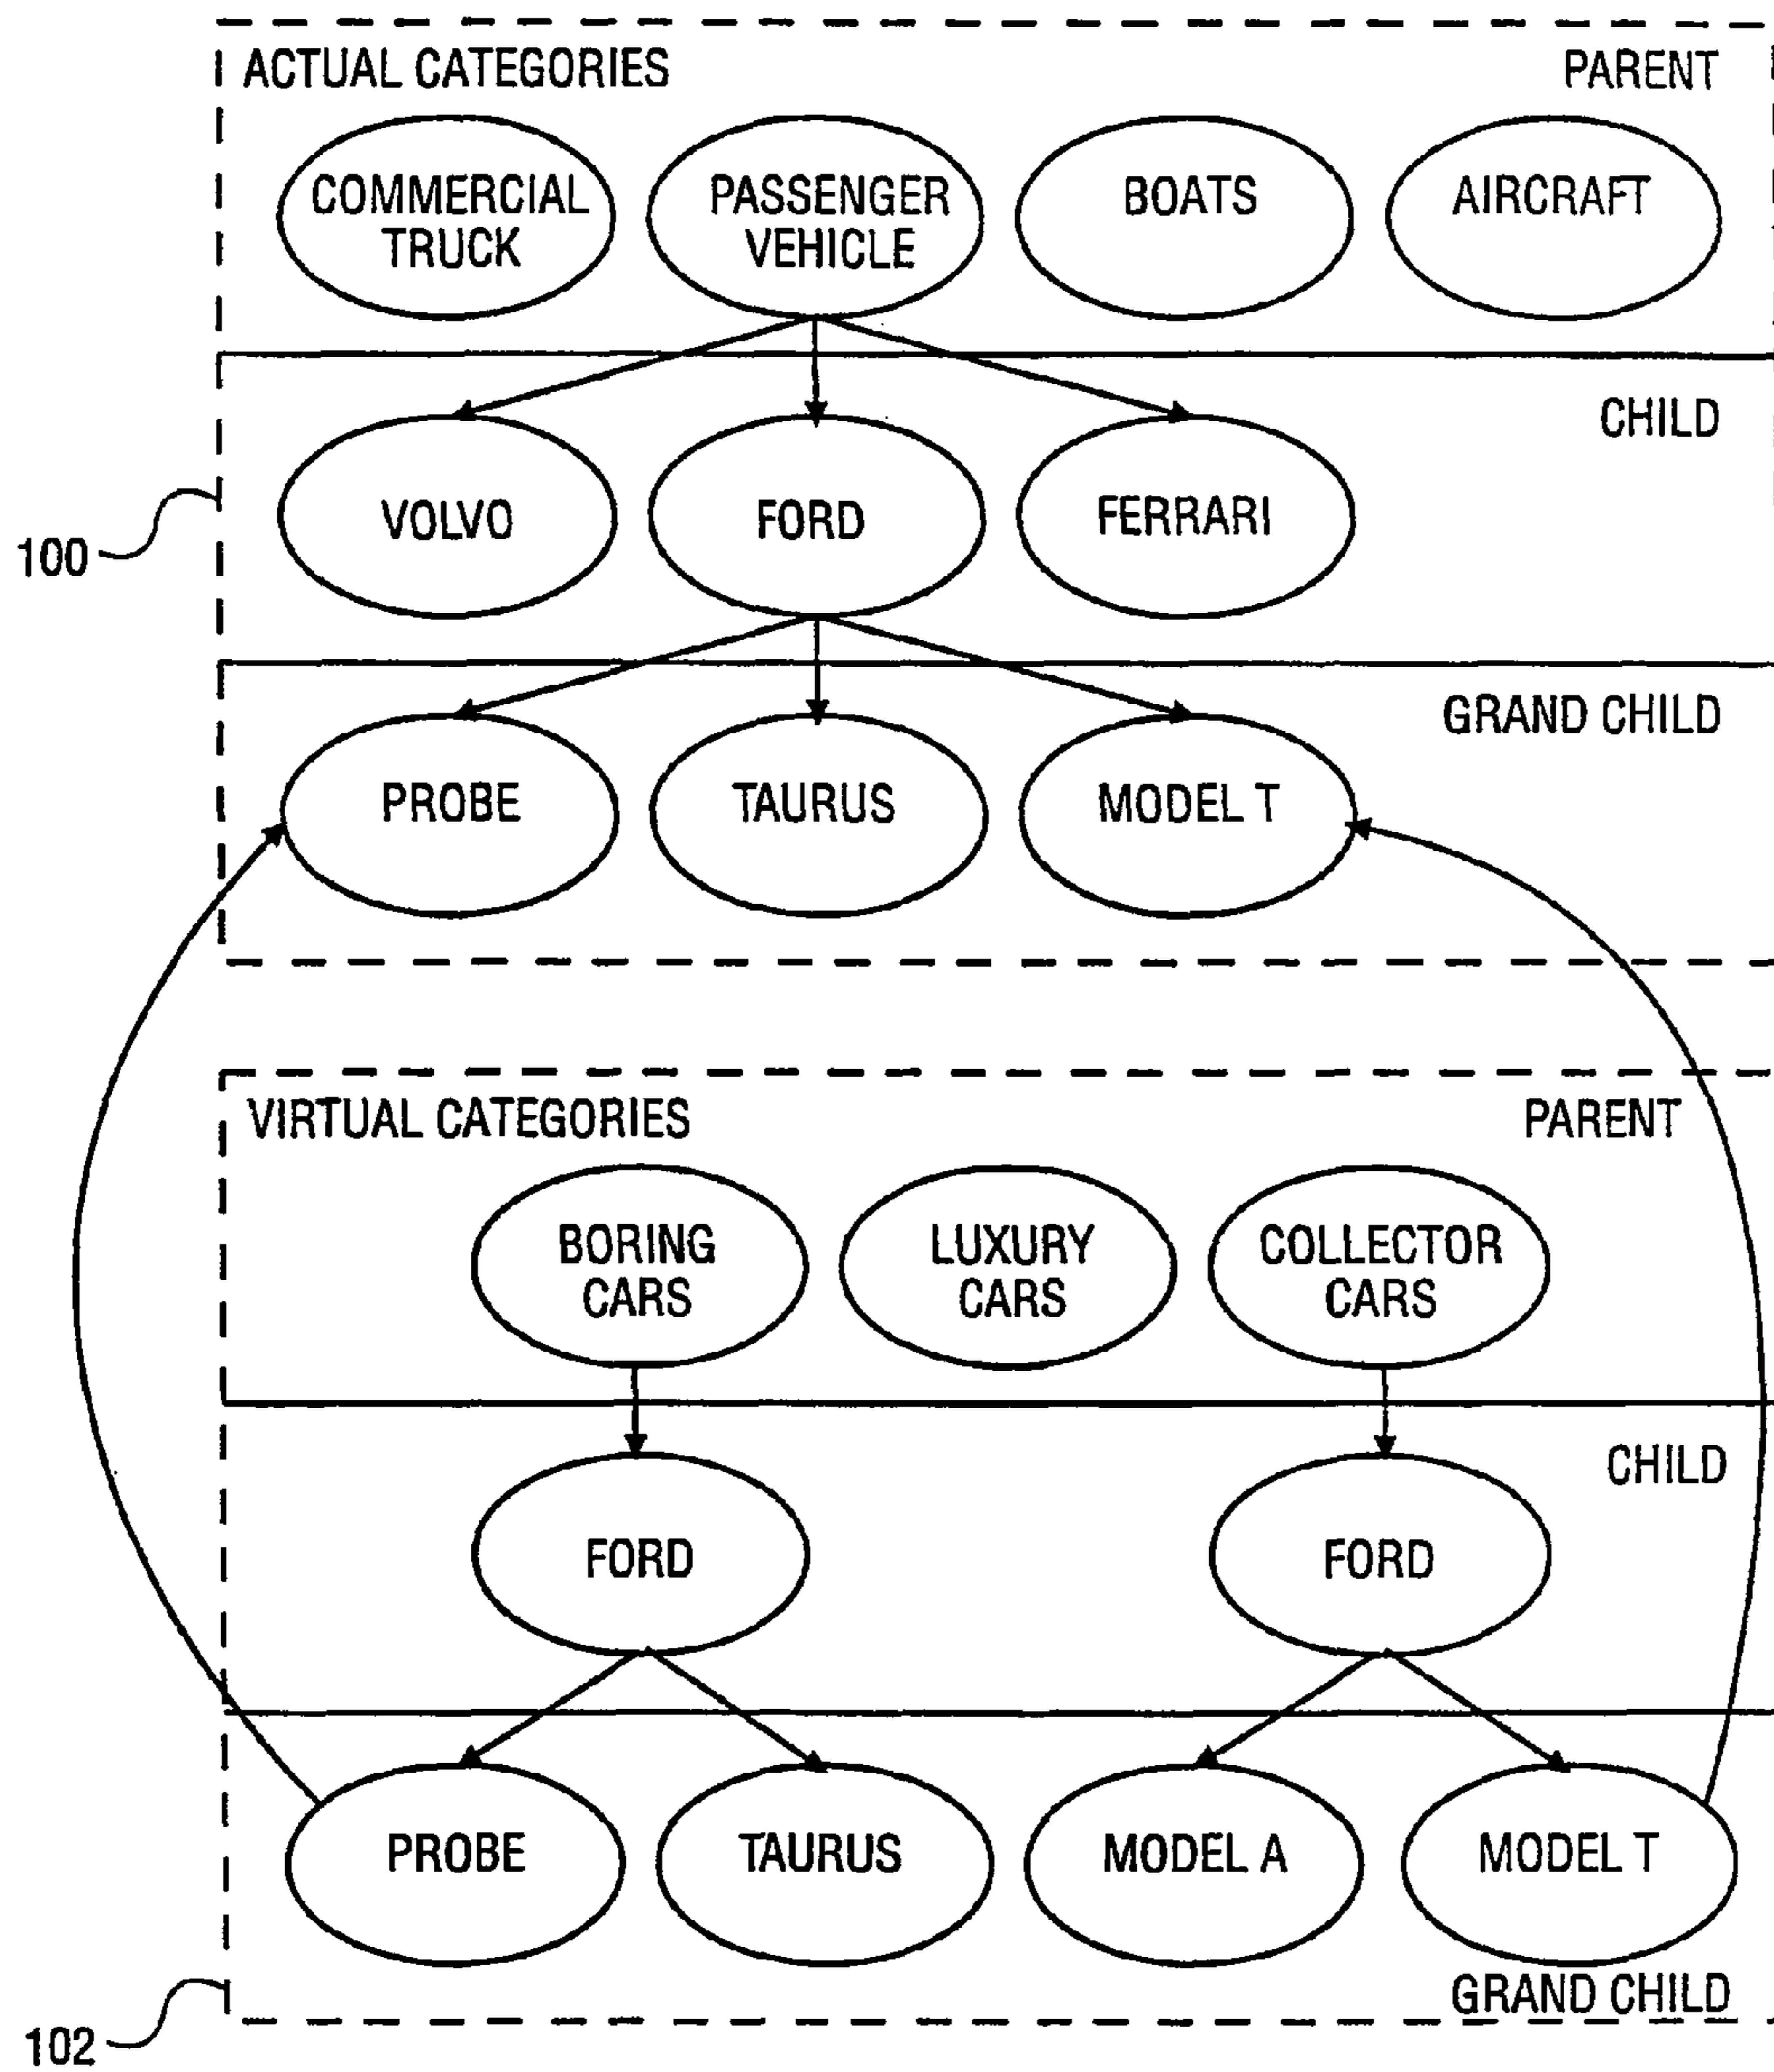 ACTUAL CATEGORIES PARENT
COMMERCIAL TRUCK
PASSENGER VEHICLE
BOATS
AIRCRAFT
CHILD
VOLVO
FORD
FERRARI
100
GRAND CHILD
PROBE
TAURUS
MODEL T
VIRTUAL CATEGORIES PARENT
BORING CARS
LUXURY CARS
COLLECTOR CARS
CHILD
FORD
FORD
PROBE
TAURUS
MODEL A
MODEL T
GRAND CHILD
102